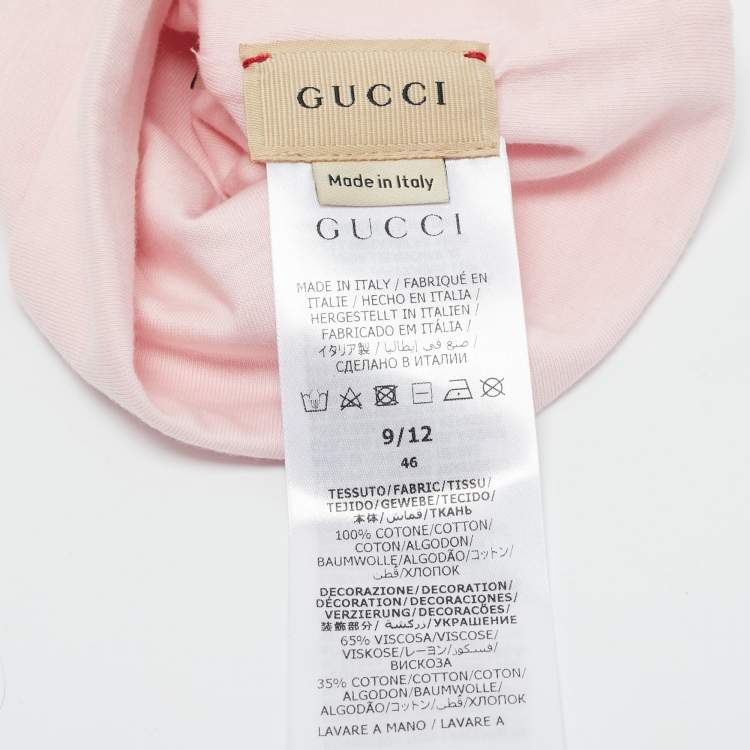 GUCCI
Made in Italy
GUCCI
MADE IN ITALY / FABRIQUÉ EN
ITALIE / HECHO EN ITALIA /
HERGESTELLT IN ITALIEN /
FABRICADO EM ITÁLIA /
イタリア製 / صنع في إيطاليا /
СДЕЛАНО В ИТАЛИИ
9/12
46
TESSUTO/FABRIC/TISSU/
TEJIDO/GEWEBE/TECIDO/
本体/قماش/ТКАНЬ
100% COTONE/COTTON/
COTON/ALGODON/
BAUMWOLLE/ALGODÃO/コットン/
قطن/ХЛОПОК
DECORAZIONE/DECORATION/
DÉCORATION/DECORACIONES/
VERZIERUNG/DECORAÇÕES/
装飾部分/زركشة/УКРАШЕНИЕ
65% VISCOSA/VISCOSE/
VISKOSE/レーヨン/فسكوز/
ВИСКОЗА
35% COTONE/COTTON/COTON/
ALGODON/BAUMWOLLE/
ALGODÃO/コットン/قطن/ХЛОПОК
LAVARE A MANO / LAVARE A